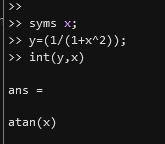 >>
>> syms x;
>> y=(1/(1+x^2));
>> int(y,x)
ans =
atan(x)